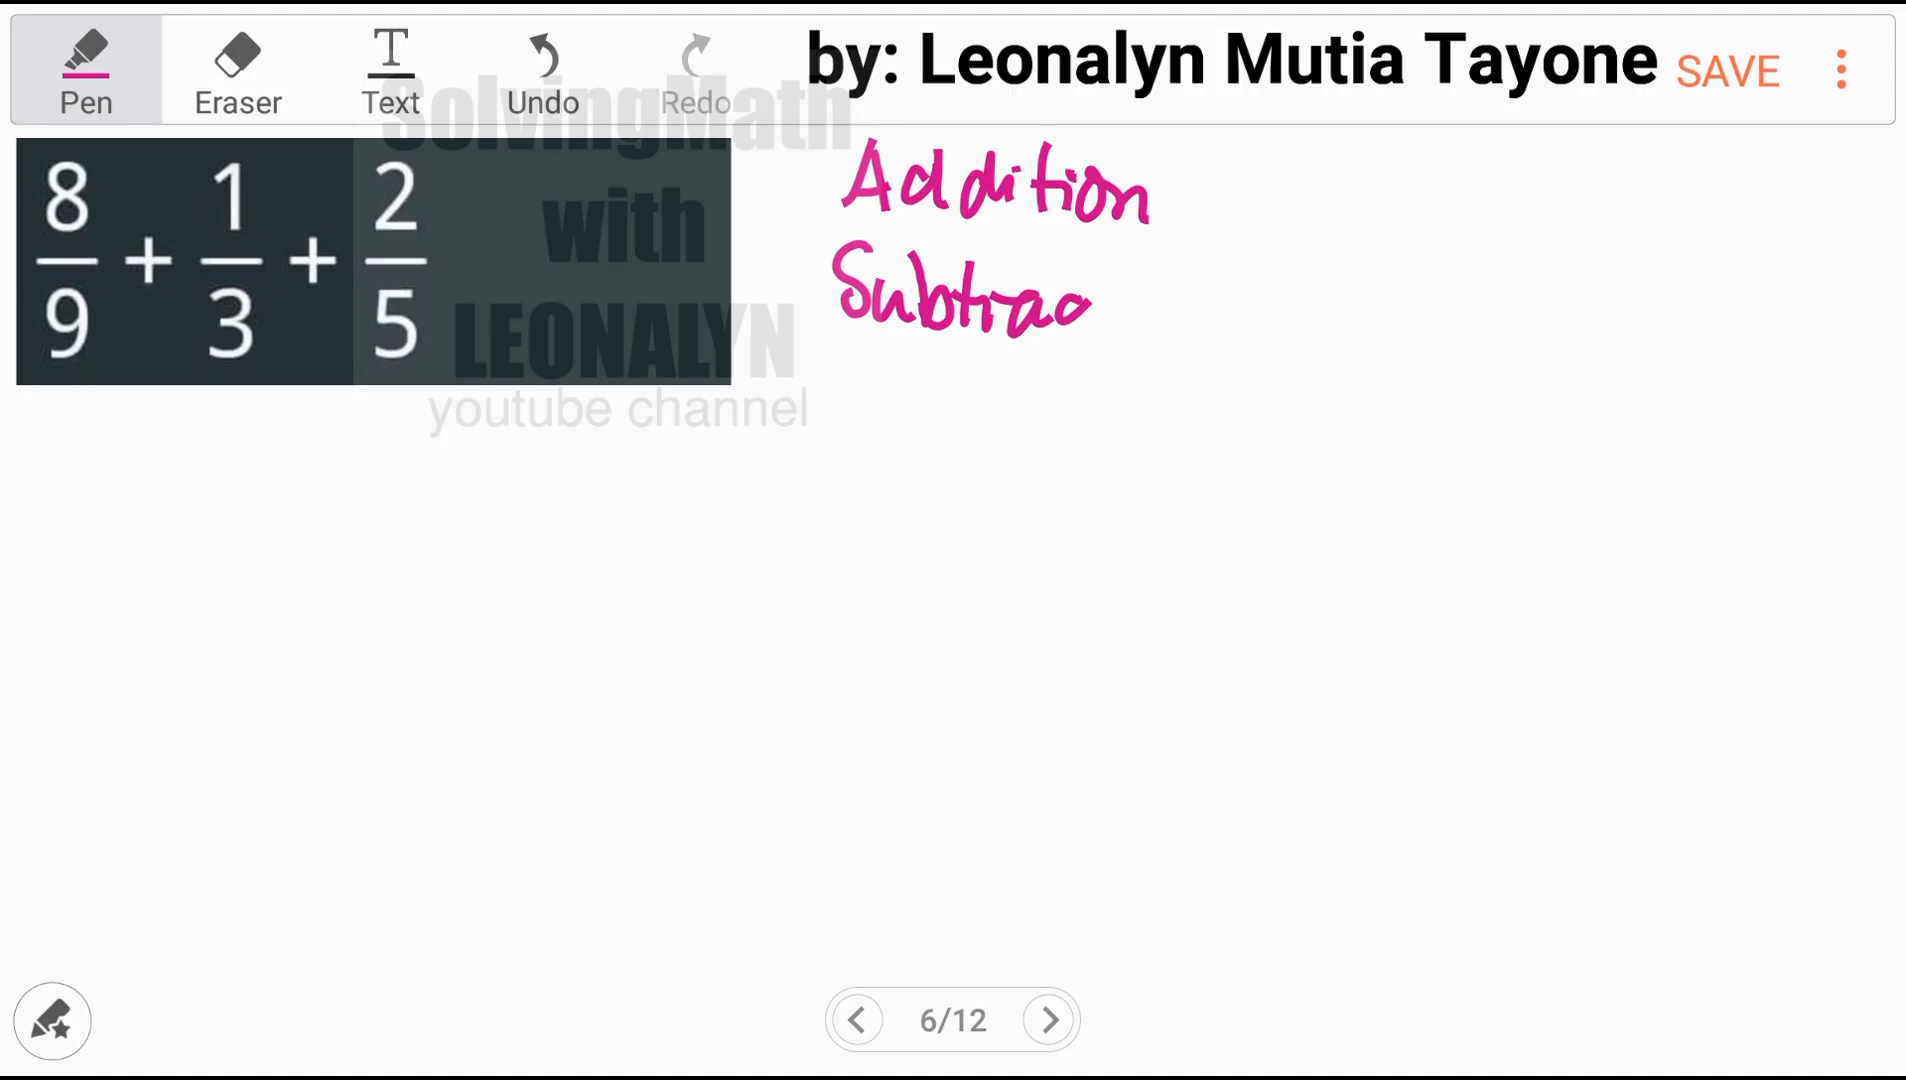 Pen Eraser Text Undo Redo by: Leonalyn Mutia Tayone SAVE
SolvingMath
with
LEONALYN
youtube channel
8/9 + 1/3 + 2/5
Addition
Subtrac
6/12